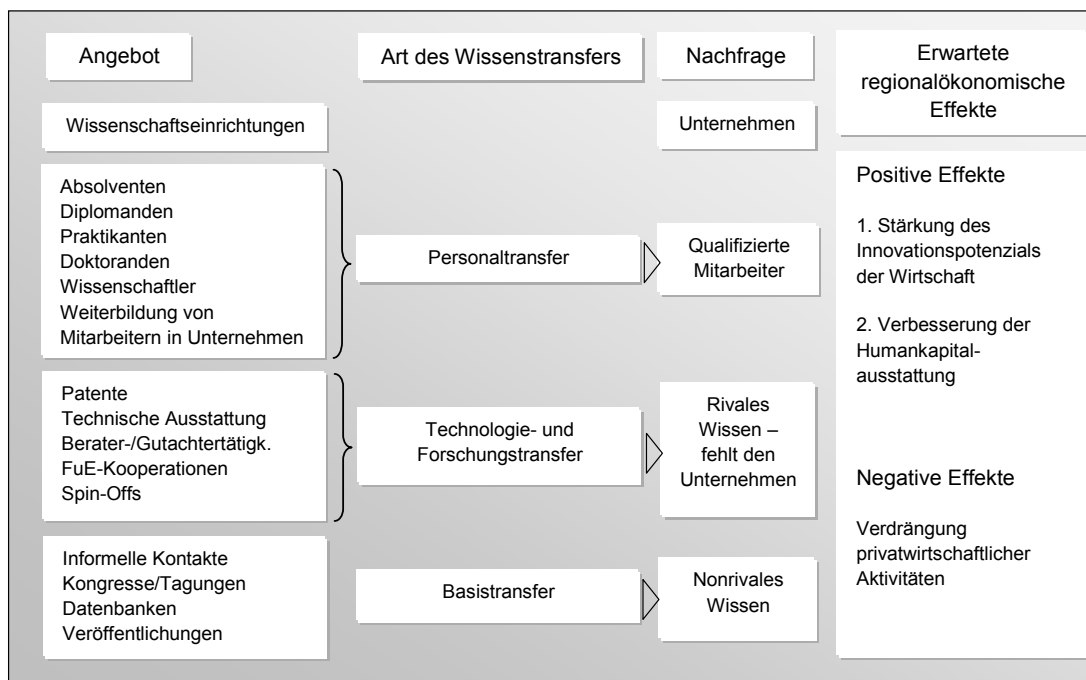 Angebot
Art des Wissenstransfers
Nachfrage
Erwartete
regionalökonomische
Effekte
Wissenschaftseinrichtungen
Unternehmen
Absolventen
Diplomanden
Praktikanten
Doktoranden
Wissenschaftler
Weiterbildung von
Mitarbeitern in Unternehmen
Personaltransfer
Qualifizierte
Mitarbeiter
Patente
Technische Ausstattung
Berater-/Gutachtertätigk.
FuE-Kooperationen
Spin-Offs
Technologie- und
Forschungstransfer
Rivales
Wissen –
fehlt den
Unternehmen
Informelle Kontakte
Kongresse/Tagungen
Datenbanken
Veröffentlichungen
Basistransfer
Nonrivales
Wissen
Positive Effekte
1. Stärkung des
Innovationspotenzials
der Wirtschaft
2. Verbesserung der
Humankapital-
ausstattung
Negative Effekte
Verdrängung
privatwirtschaftlicher
Aktivitäten